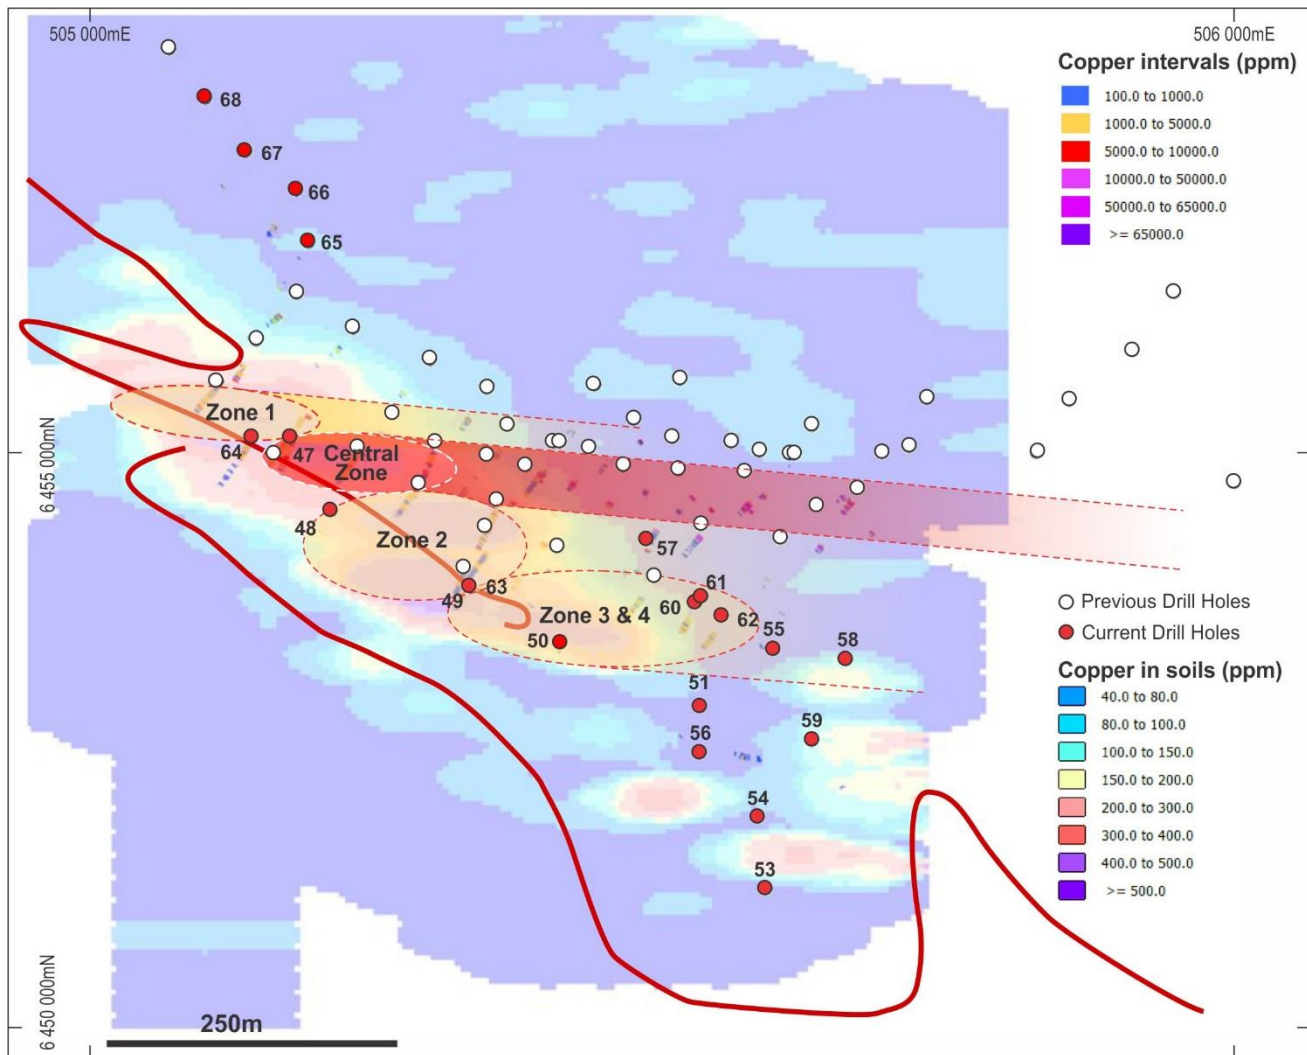 505 000mE
506 000mE
Copper intervals (ppm)
100.0 to 1000.0
1000.0 to 5000.0
5000.0 to 10000.0
10000.0 to 50000.0
50000.0 to 65000.0
>= 65000.0
68
67
66
65
Zone 1
64
47
Central
Zone
6 455 000mN
48
Zone 2
57
49
63
61
60
62
Zone 3 & 4
50
55
58
51
56
59
54
53
Previous Drill Holes
Current Drill Holes
Copper in soils (ppm)
40.0 to 80.0
80.0 to 100.0
100.0 to 150.0
150.0 to 200.0
200.0 to 300.0
300.0 to 400.0
400.0 to 500.0
>= 500.0
6 450 000mN
250m